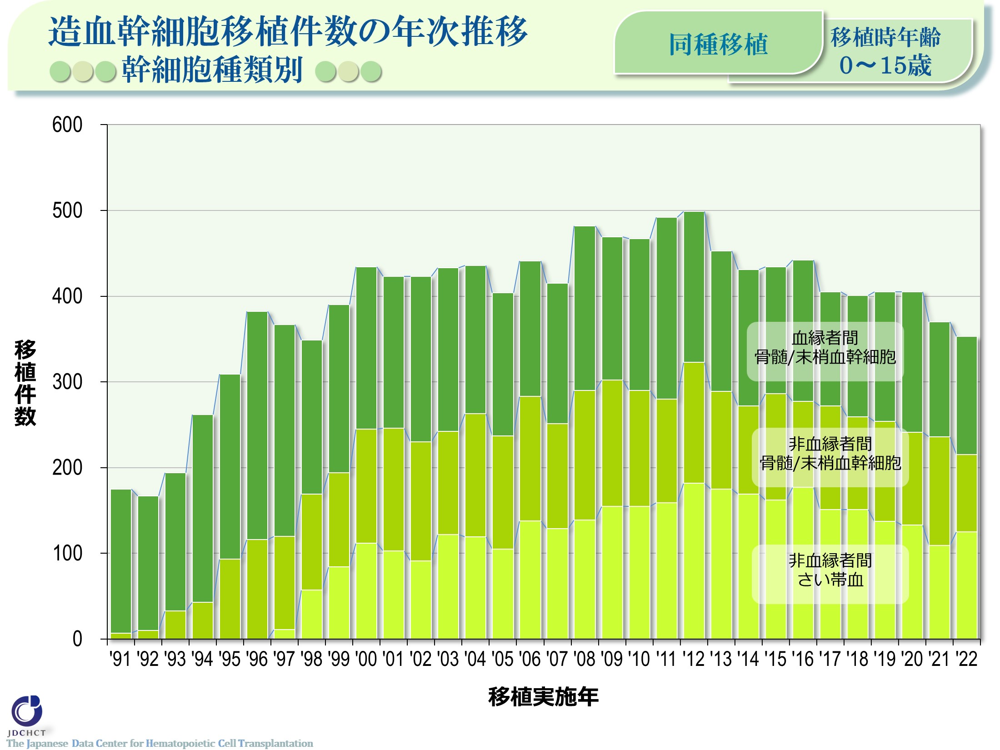 造血幹細胞移植件数の年次推移
幹細胞種類別
同種移植
移植時年齢
0～15歳
600
500
400
300
200
100
0
移植件数
血縁者間
骨髄/末梢血幹細胞
非血縁者間
骨髄/末梢血幹細胞
非血縁者間
さい帯血
'91 '92 '93 '94 '95 '96 '97 '98 '99 '00 '01 '02 '03 '04 '05 '06 '07 '08 '09 '10 '11 '12 '13 '14 '15 '16 '17 '18 '19 '20 '21 '22
移植実施年
JDCHCT
The Japanese Data Center for Hematopoietic Cell Transplantation